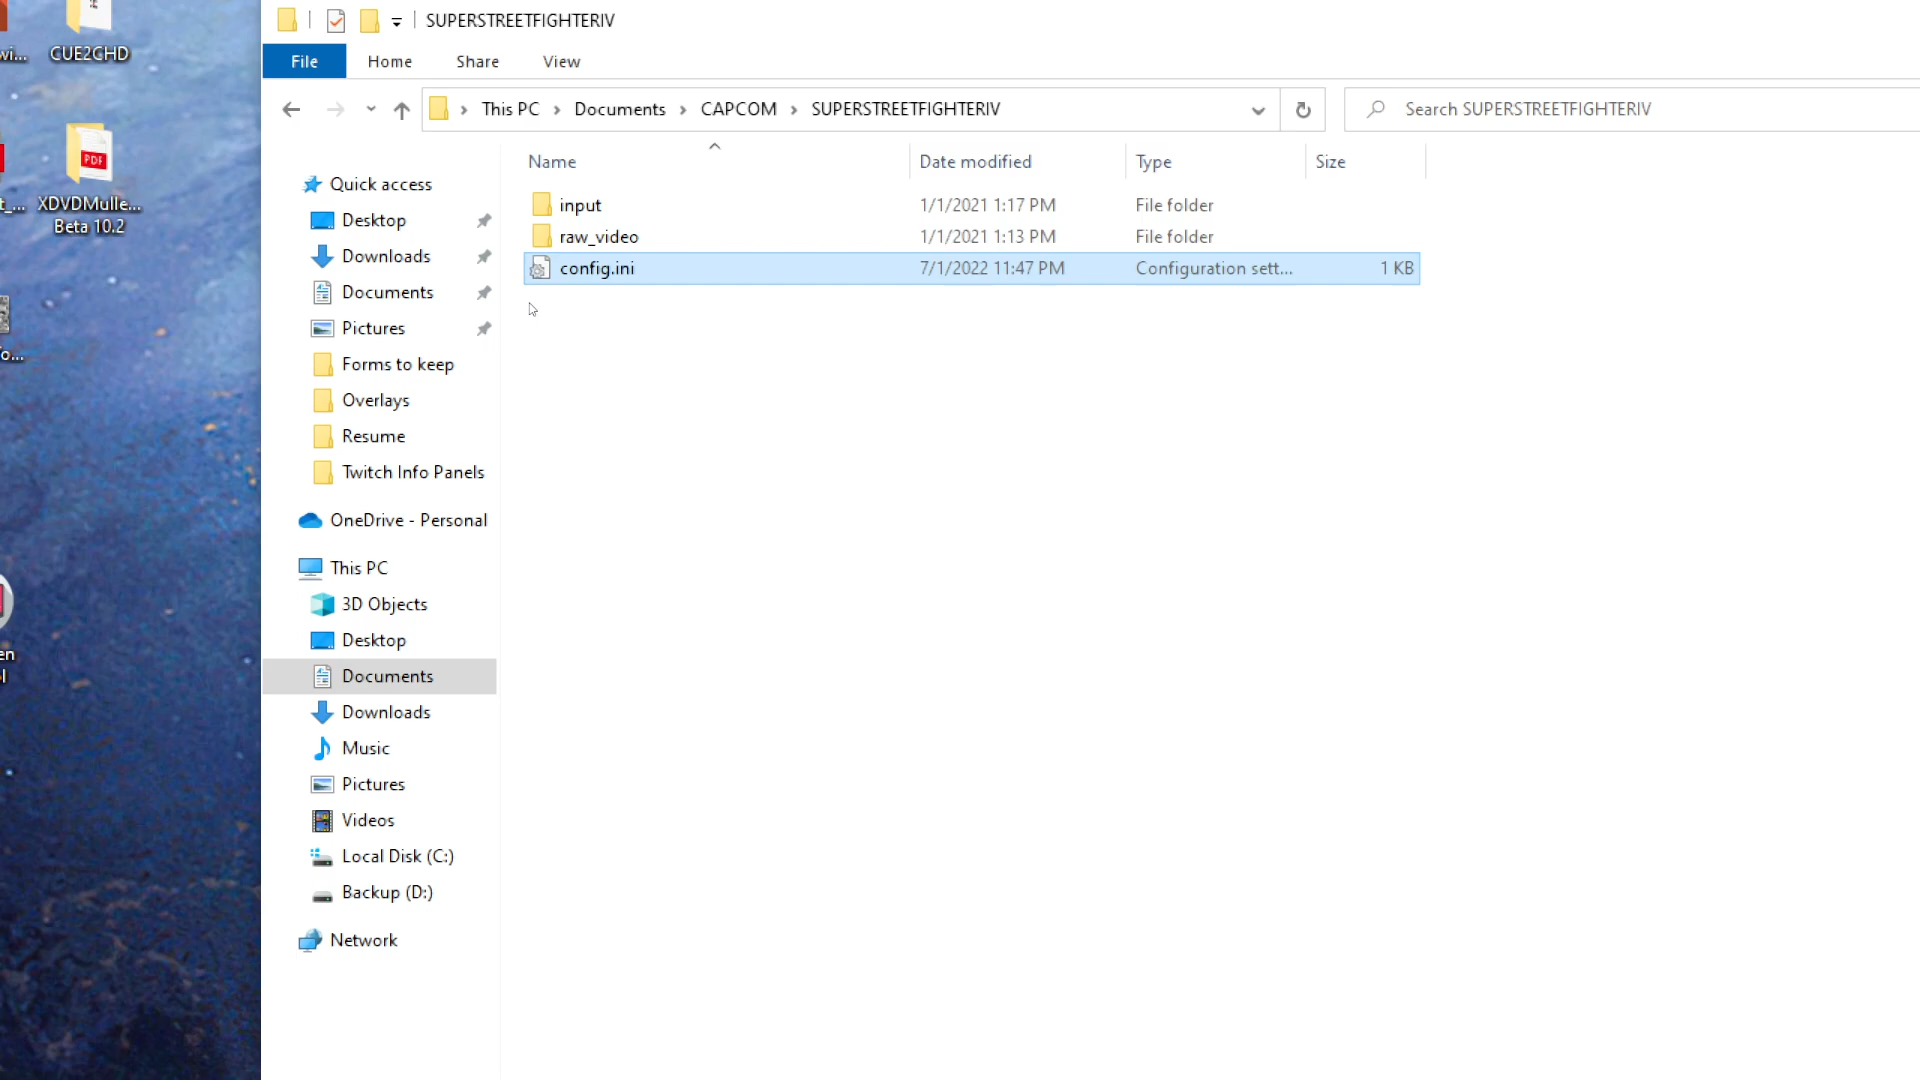 wi...
CUE2CHD
t_...
XDVDMulle...
Beta 10.2
PDF
o...
en
l
SUPERSTREETFIGHTERIV
File
Home
Share
View
This PC
Documents
CAPCOM
SUPERSTREETFIGHTERIV
Search SUPERSTREETFIGHTERIV
Quick access
Desktop
Downloads
Documents
Pictures
Forms to keep
Overlays
Resume
Twitch Info Panels
OneDrive - Personal
This PC
3D Objects
Desktop
Documents
Downloads
Music
Pictures
Videos
Local Disk (C:)
Backup (D:)
Network
Name Date modified Type Size
input 1/1/2021 1:17 PM File folder
raw_video 1/1/2021 1:13 PM File folder
config.ini 7/1/2022 11:47 PM Configuration sett... 1 KB